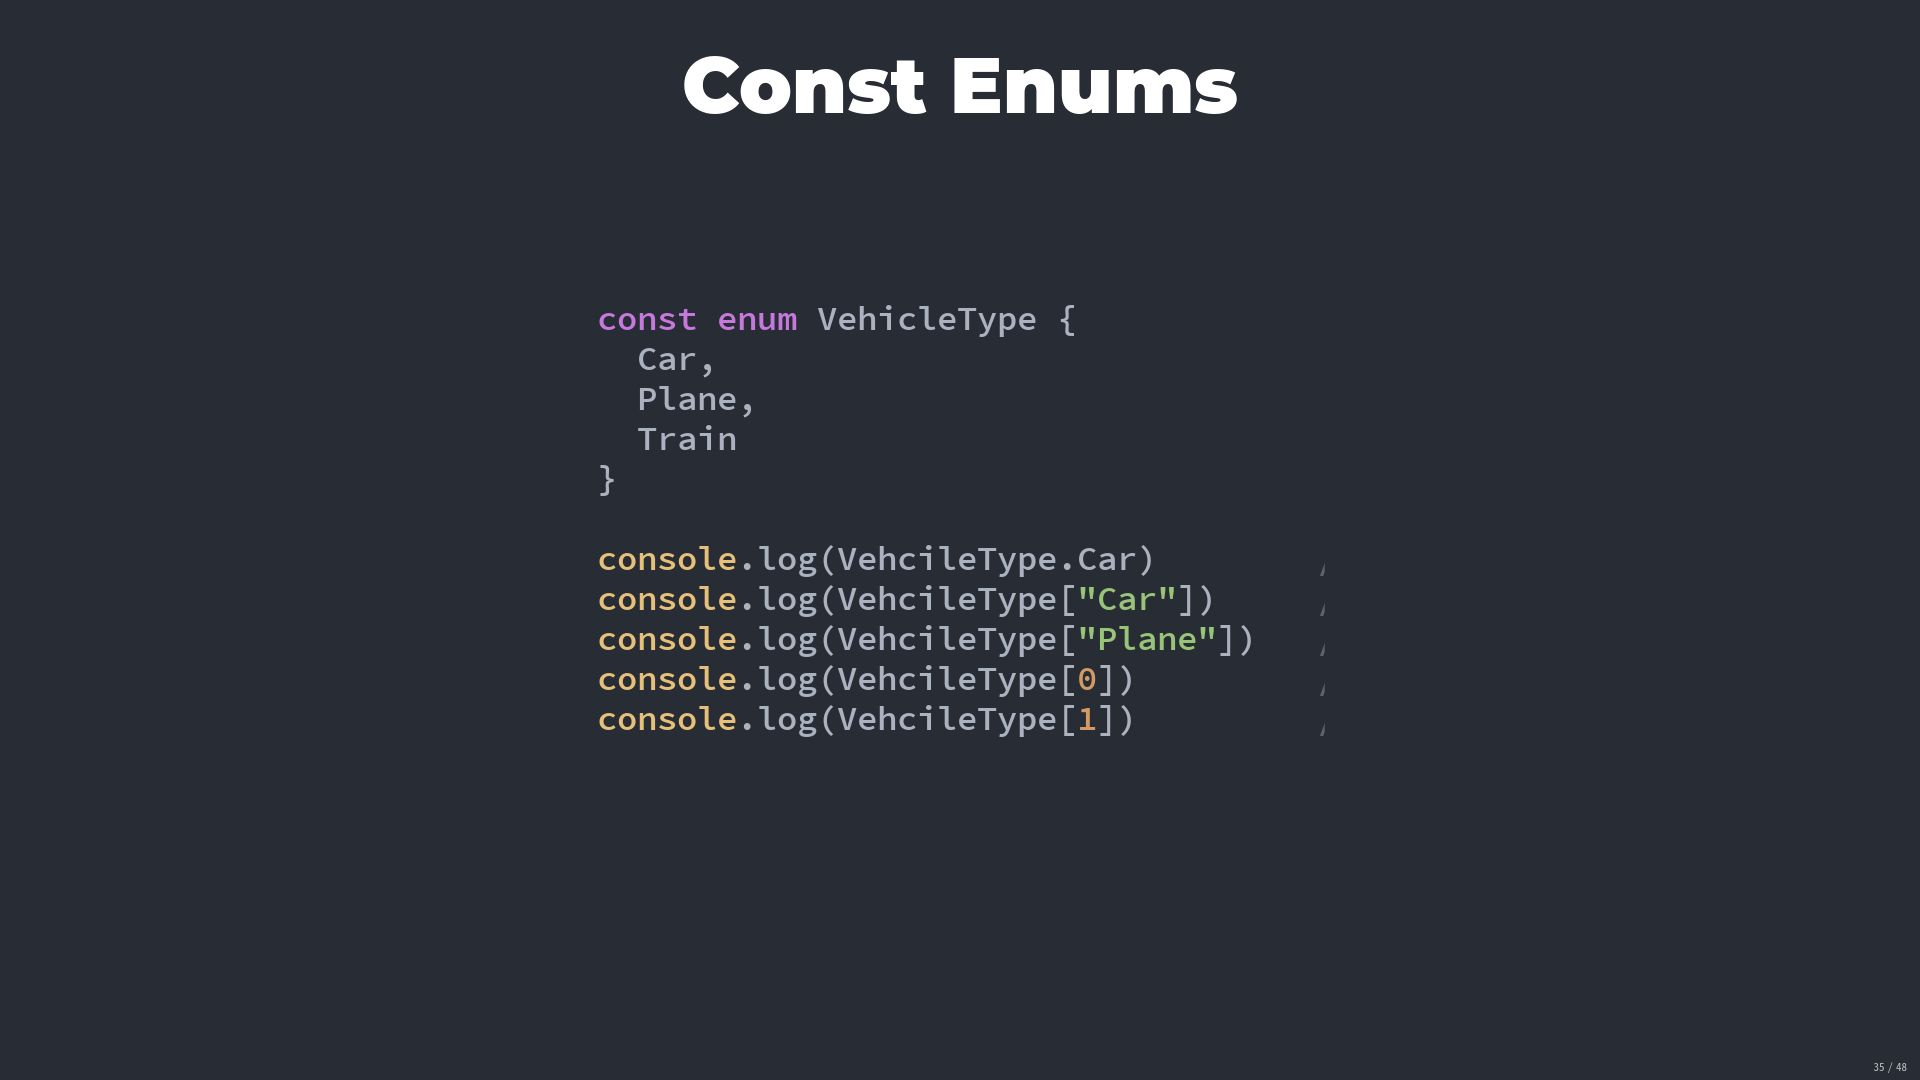 Const Enums
const enum VehicleType {
  Car,
  Plane,
  Train
}
console.log(VehcileType.Car)
console.log(VehcileType["Car"])
console.log(VehcileType["Plane"])
console.log(VehcileType[0])
console.log(VehcileType[1])
35 / 48